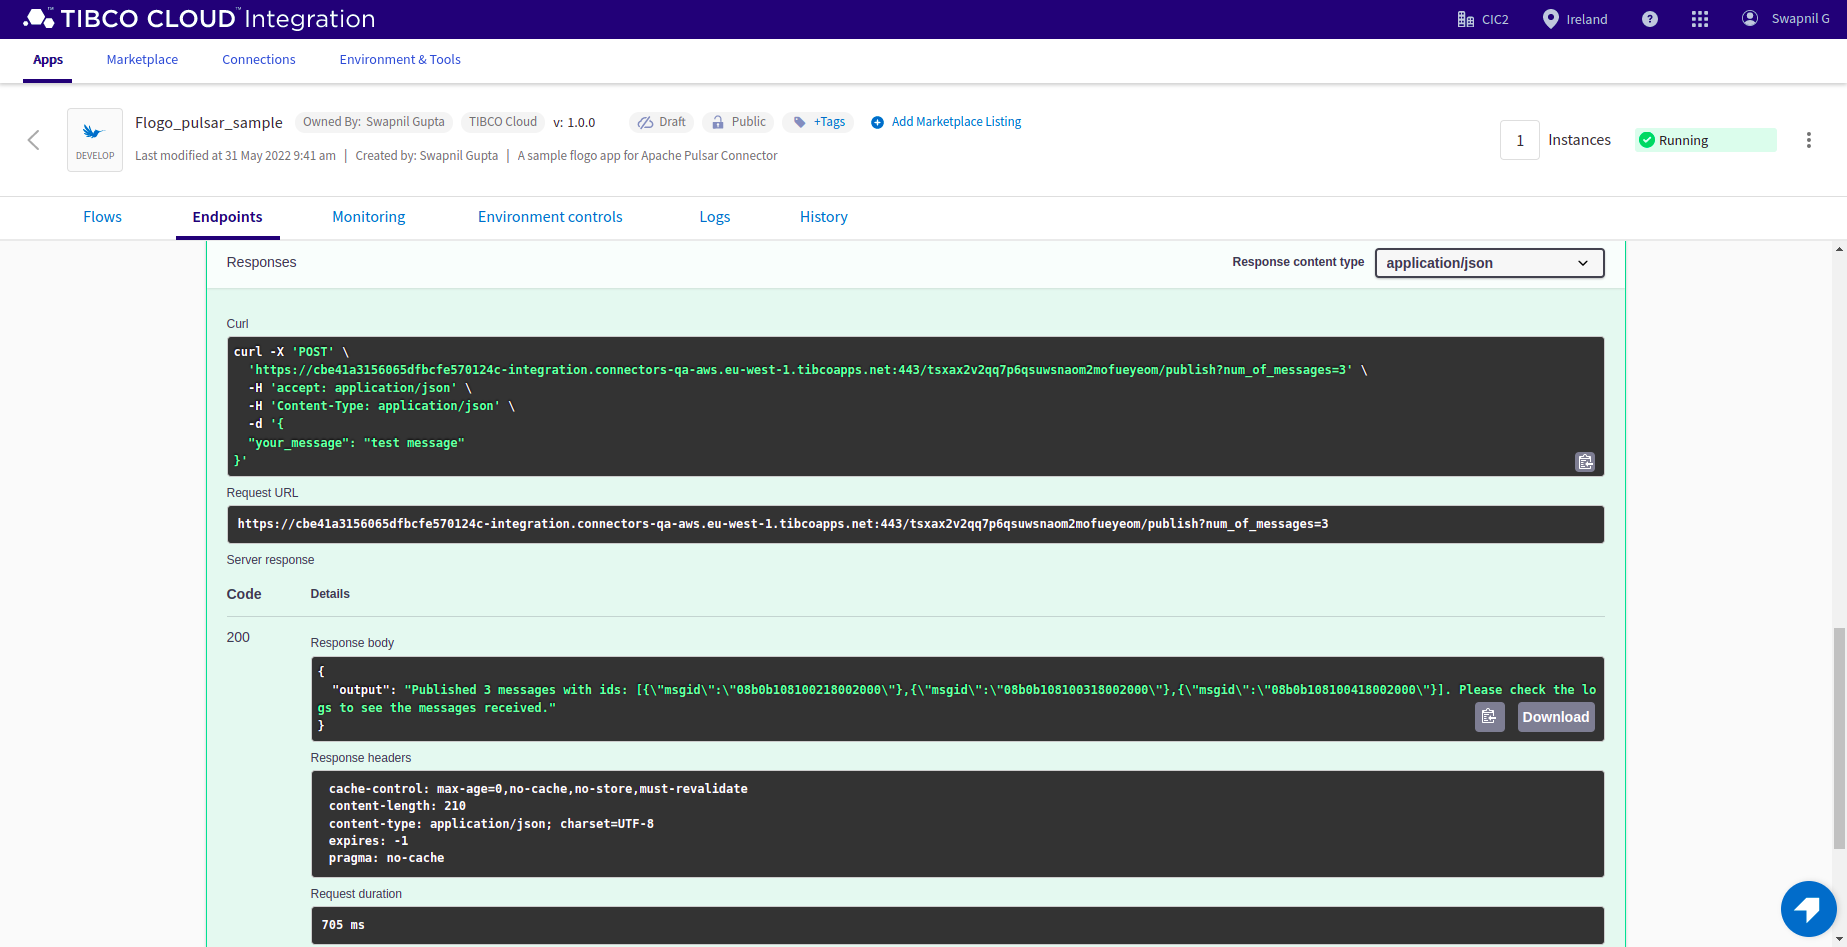 TIBCO CLOUD™ Integration
CIC2
Ireland
?
Swapnil G
Apps
Marketplace
Connections
Environment & Tools
DEVELOP
Flogo_pulsar_sample
Owned By: Swapnil Gupta
TIBCO Cloud
v: 1.0.0
Draft
Public
+Tags
Add Marketplace Listing
Last modified at 31 May 2022 9:41 am | Created by: Swapnil Gupta | A sample flogo app for Apache Pulsar Connector
1
Instances
Running
Flows
Endpoints
Monitoring
Environment controls
Logs
History
Responses
Response content type
application/json
Curl
curl -X 'POST' \
'https://cbe41a3156065dfbcfe570124c-integration.connectors-qa-aws.eu-west-1.tibcoapps.net:443/tsxax2v2qq7p6qsuwsnaom2mofueyeom/publish?num_of_messages=3' \
-H 'accept: application/json' \
-H 'Content-Type: application/json' \
-d '{
"your_message": "test message"
}'
Request URL
https://cbe41a3156065dfbcfe570124c-integration.connectors-qa-aws.eu-west-1.tibcoapps.net:443/tsxax2v2qq7p6qsuwsnaom2mofueyeom/publish?num_of_messages=3
Server response
Code
Details
200
Response body
{
"output": "Published 3 messages with ids: [{\"msgid\":\"08b0b108100218002000\"},{\"msgid\":\"08b0b108100318002000\"},{\"msgid\":\"08b0b108100418002000\"}]. Please check the lo
gs to see the messages received."
}
Download
Response headers
cache-control: max-age=0,no-cache,no-store,must-revalidate
content-length: 210
content-type: application/json; charset=UTF-8
expires: -1
pragma: no-cache
Request duration
705 ms